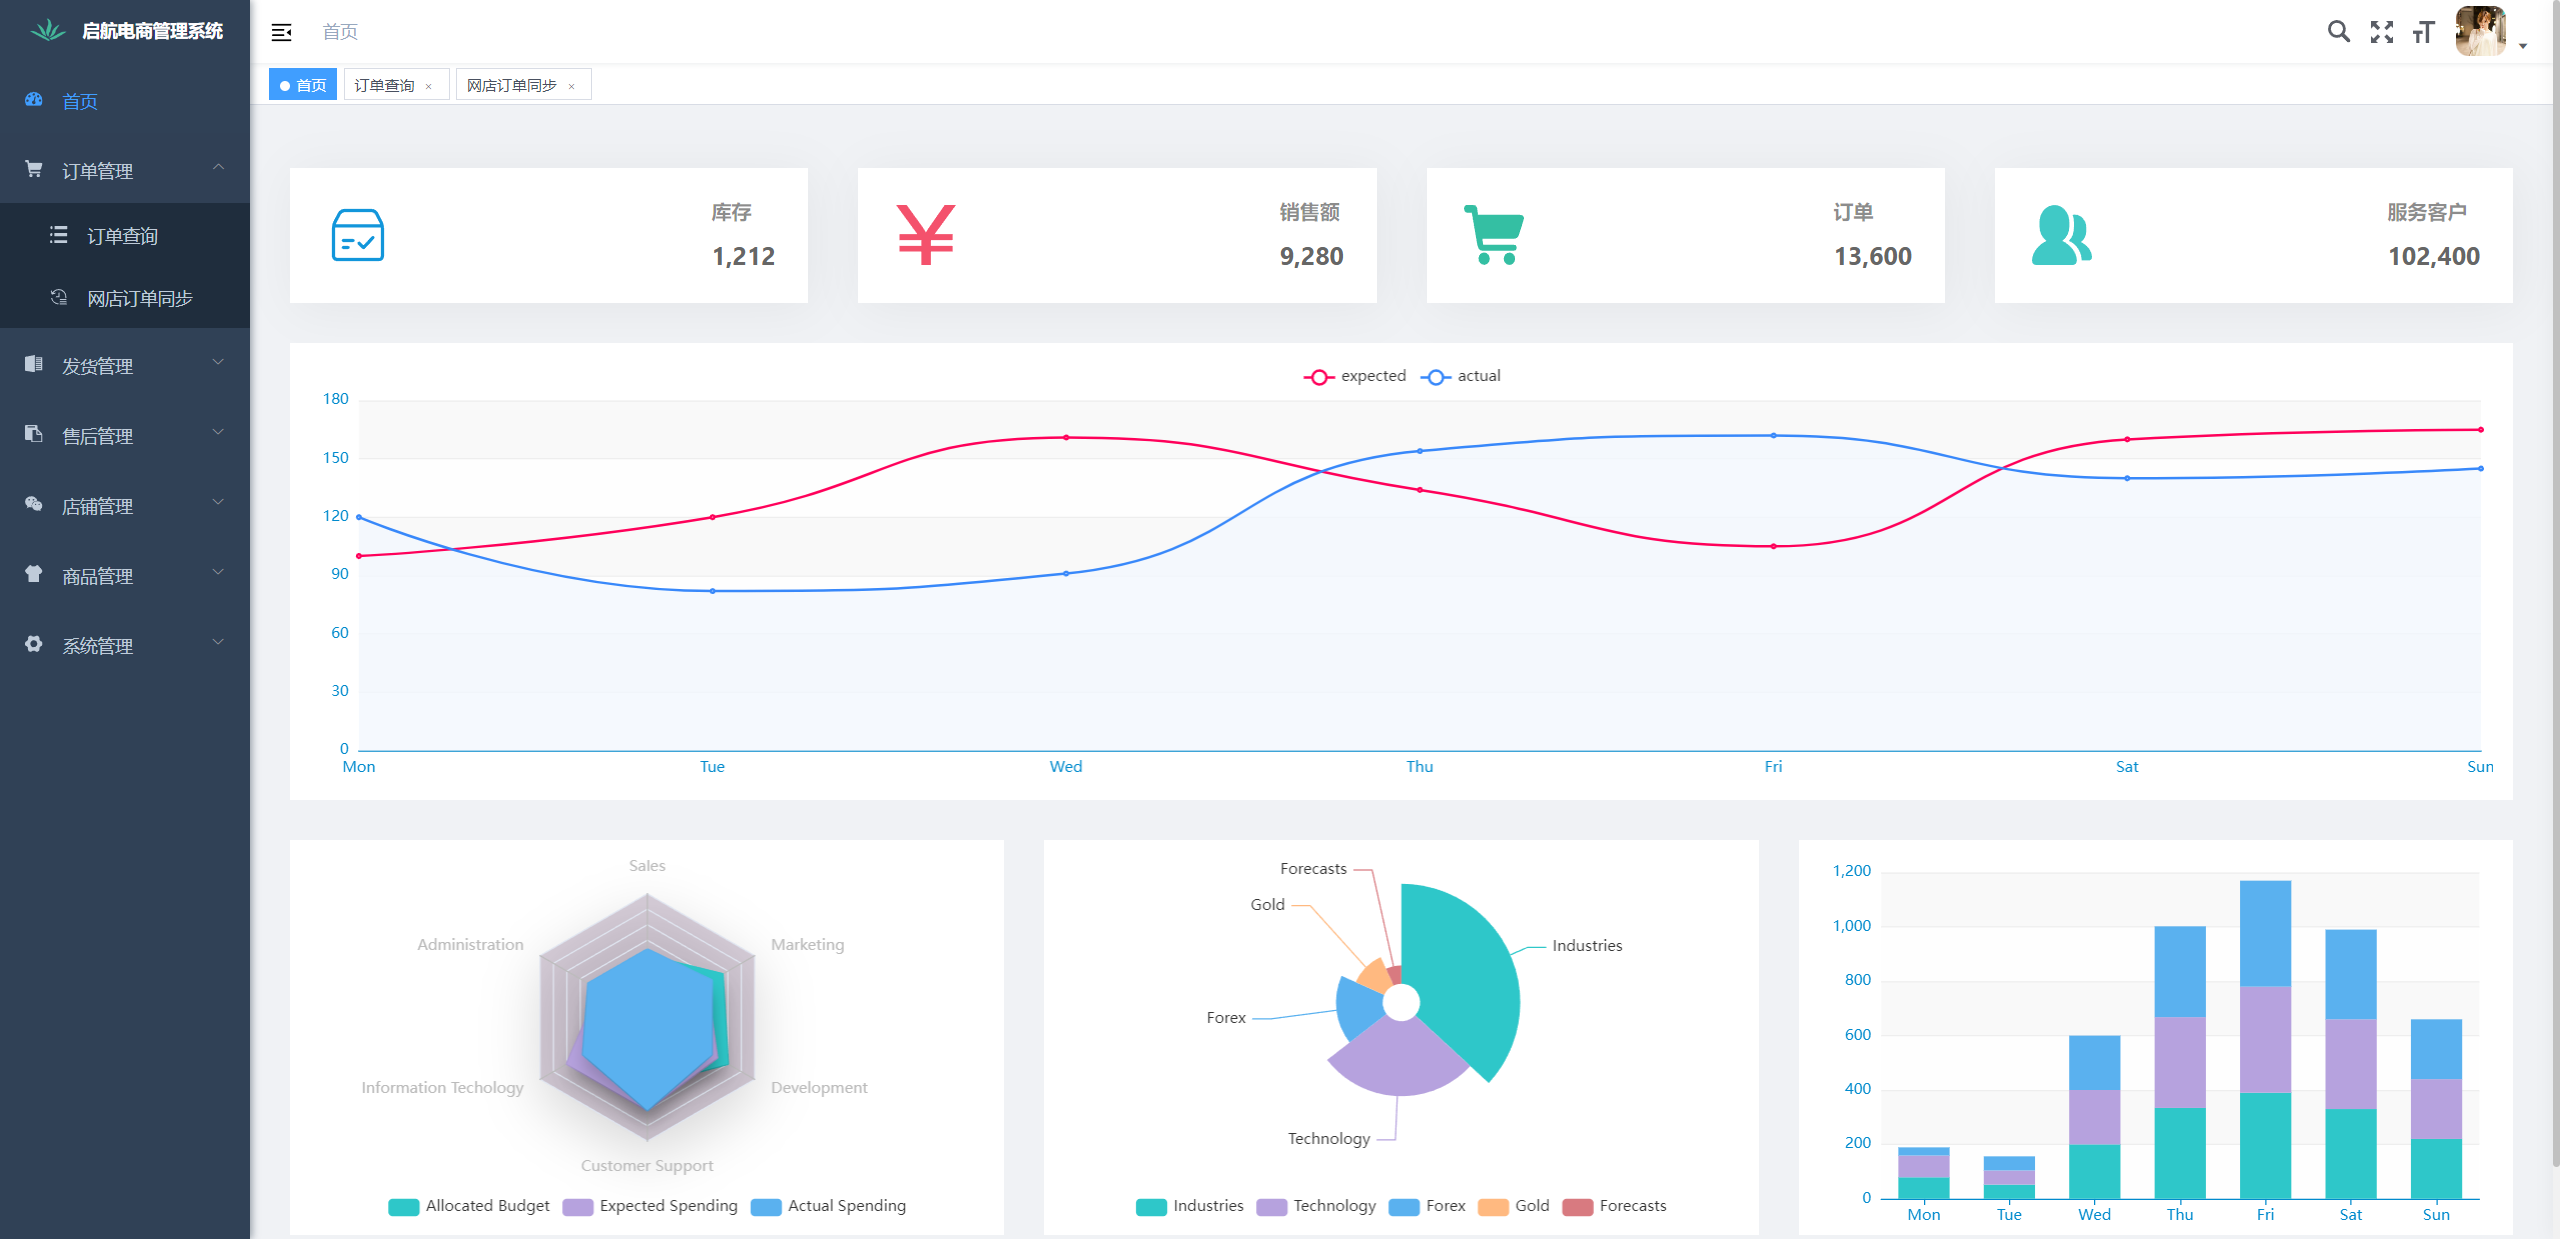 启航电商管理系统
首页
订单管理
订单查询
网店订单同步
发货管理
售后管理
店铺管理
商品管理
系统管理
首页
首页 订单查询 × 网店订单同步 ×
库存
1,212
销售额
9,280
订单
13,600
服务客户
102,400
expected actual
180
150
120
90
60
30
0
Mon Tue Wed Thu Fri Sat Sun
Sales
Administration
Marketing
Information Techology
Development
Customer Support
Allocated Budget Expected Spending Actual Spending
Forecasts
Gold
Industries
Forex
Technology
Industries Technology Forex Gold Forecasts
1,200
1,000
800
600
400
200
0
Mon Tue Wed Thu Fri Sat Sun